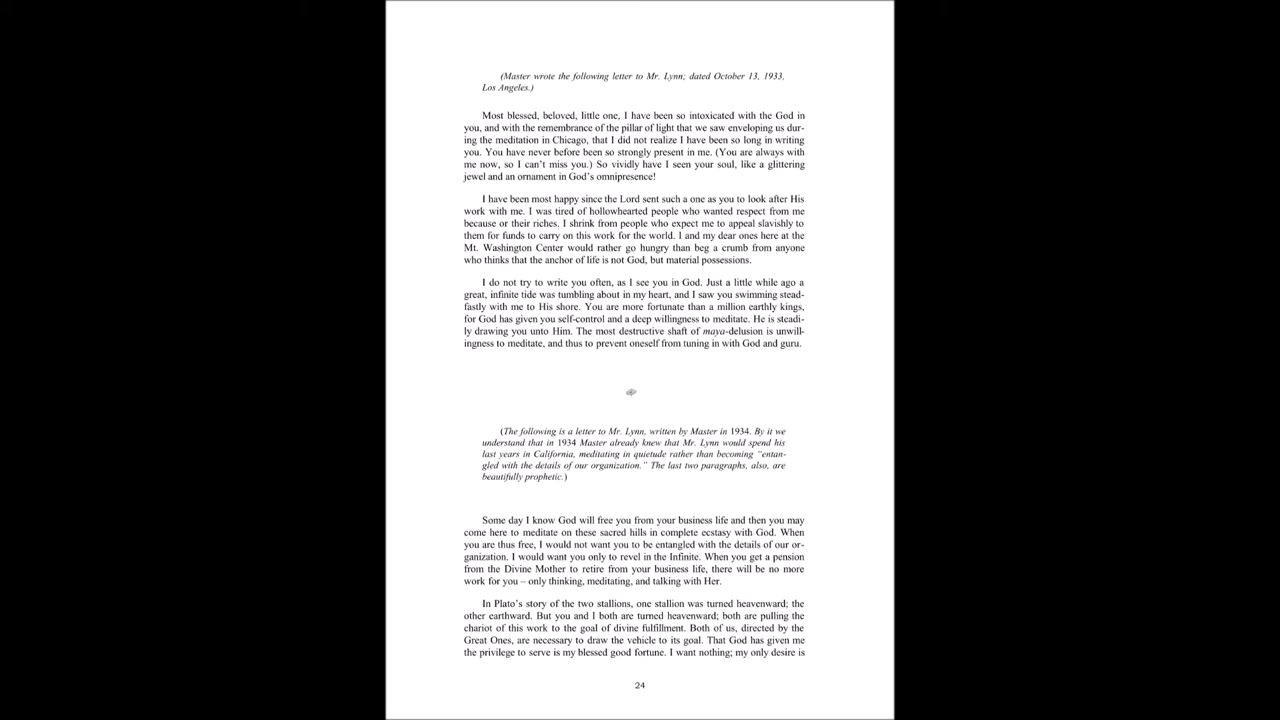 (Master wrote the following letter to Mr. Lynn; dated October 13, 1933,
Los Angeles.)
Most blessed, beloved, little one, I have been so intoxicated with the God in
you, and with the remembrance of the pillar of light that we saw enveloping us dur-
ing the meditation in Chicago, that I did not realize I have been so long in writing
you. You have never before been so strongly present in me. (You are always with
me now, so I can't miss you.) So vividly have I seen your soul, like a glittering
jewel and an ornament in God's omnipresence!
I have been most happy since the Lord sent such a one as you to look after His
work with me. I was tired of hollowhearted people who wanted respect from me
because or their riches. I shrink from people who expect me to appeal slavishly to
them for funds to carry on this work for the world. I and my dear ones here at the
Mt. Washington Center would rather go hungry than beg a crumb from anyone
who thinks that the anchor of life is not God, but material possessions.
I do not try to write you often, as I see you in God. Just a little while ago a
great, infinite tide was tumbling about in my heart, and I saw you swimming stead-
fastly with me to His shore. You are more fortunate than a million earthly kings,
for God has given you self-control and a deep willingness to meditate. He is steadi-
ly drawing you unto Him. The most destructive shaft of maya-delusion is unwill-
ingness to meditate, and thus to prevent oneself from tuning in with God and guru.
(The following is a letter to Mr. Lynn, written by Master in 1934. By it we
understand that in 1934 Master already knew that Mr. Lynn would spend his
last years in California, meditating in quietude rather than becoming "entan-
gled with the details of our organization." The last two paragraphs, also, are
beautifully prophetic.)
Some day I know God will free you from your business life and then you may
come here to meditate on these sacred hills in complete ecstasy with God. When
you are thus free, I would not want you to be entangled with the details of our or-
ganization. I would want you only to revel in the Infinite. When you get a pension
from the Divine Mother to retire from your business life, there will be no more
work for you – only thinking, meditating, and talking with Her.
In Plato's story of the two stallions, one stallion was turned heavenward; the
other earthward. But you and I both are turned heavenward; both are pulling the
chariot of this work to the goal of divine fulfillment. Both of us, directed by the
Great Ones, are necessary to draw the vehicle to its goal. That God has given me
the privilege to serve is my blessed good fortune. I want nothing; my only desire is
24